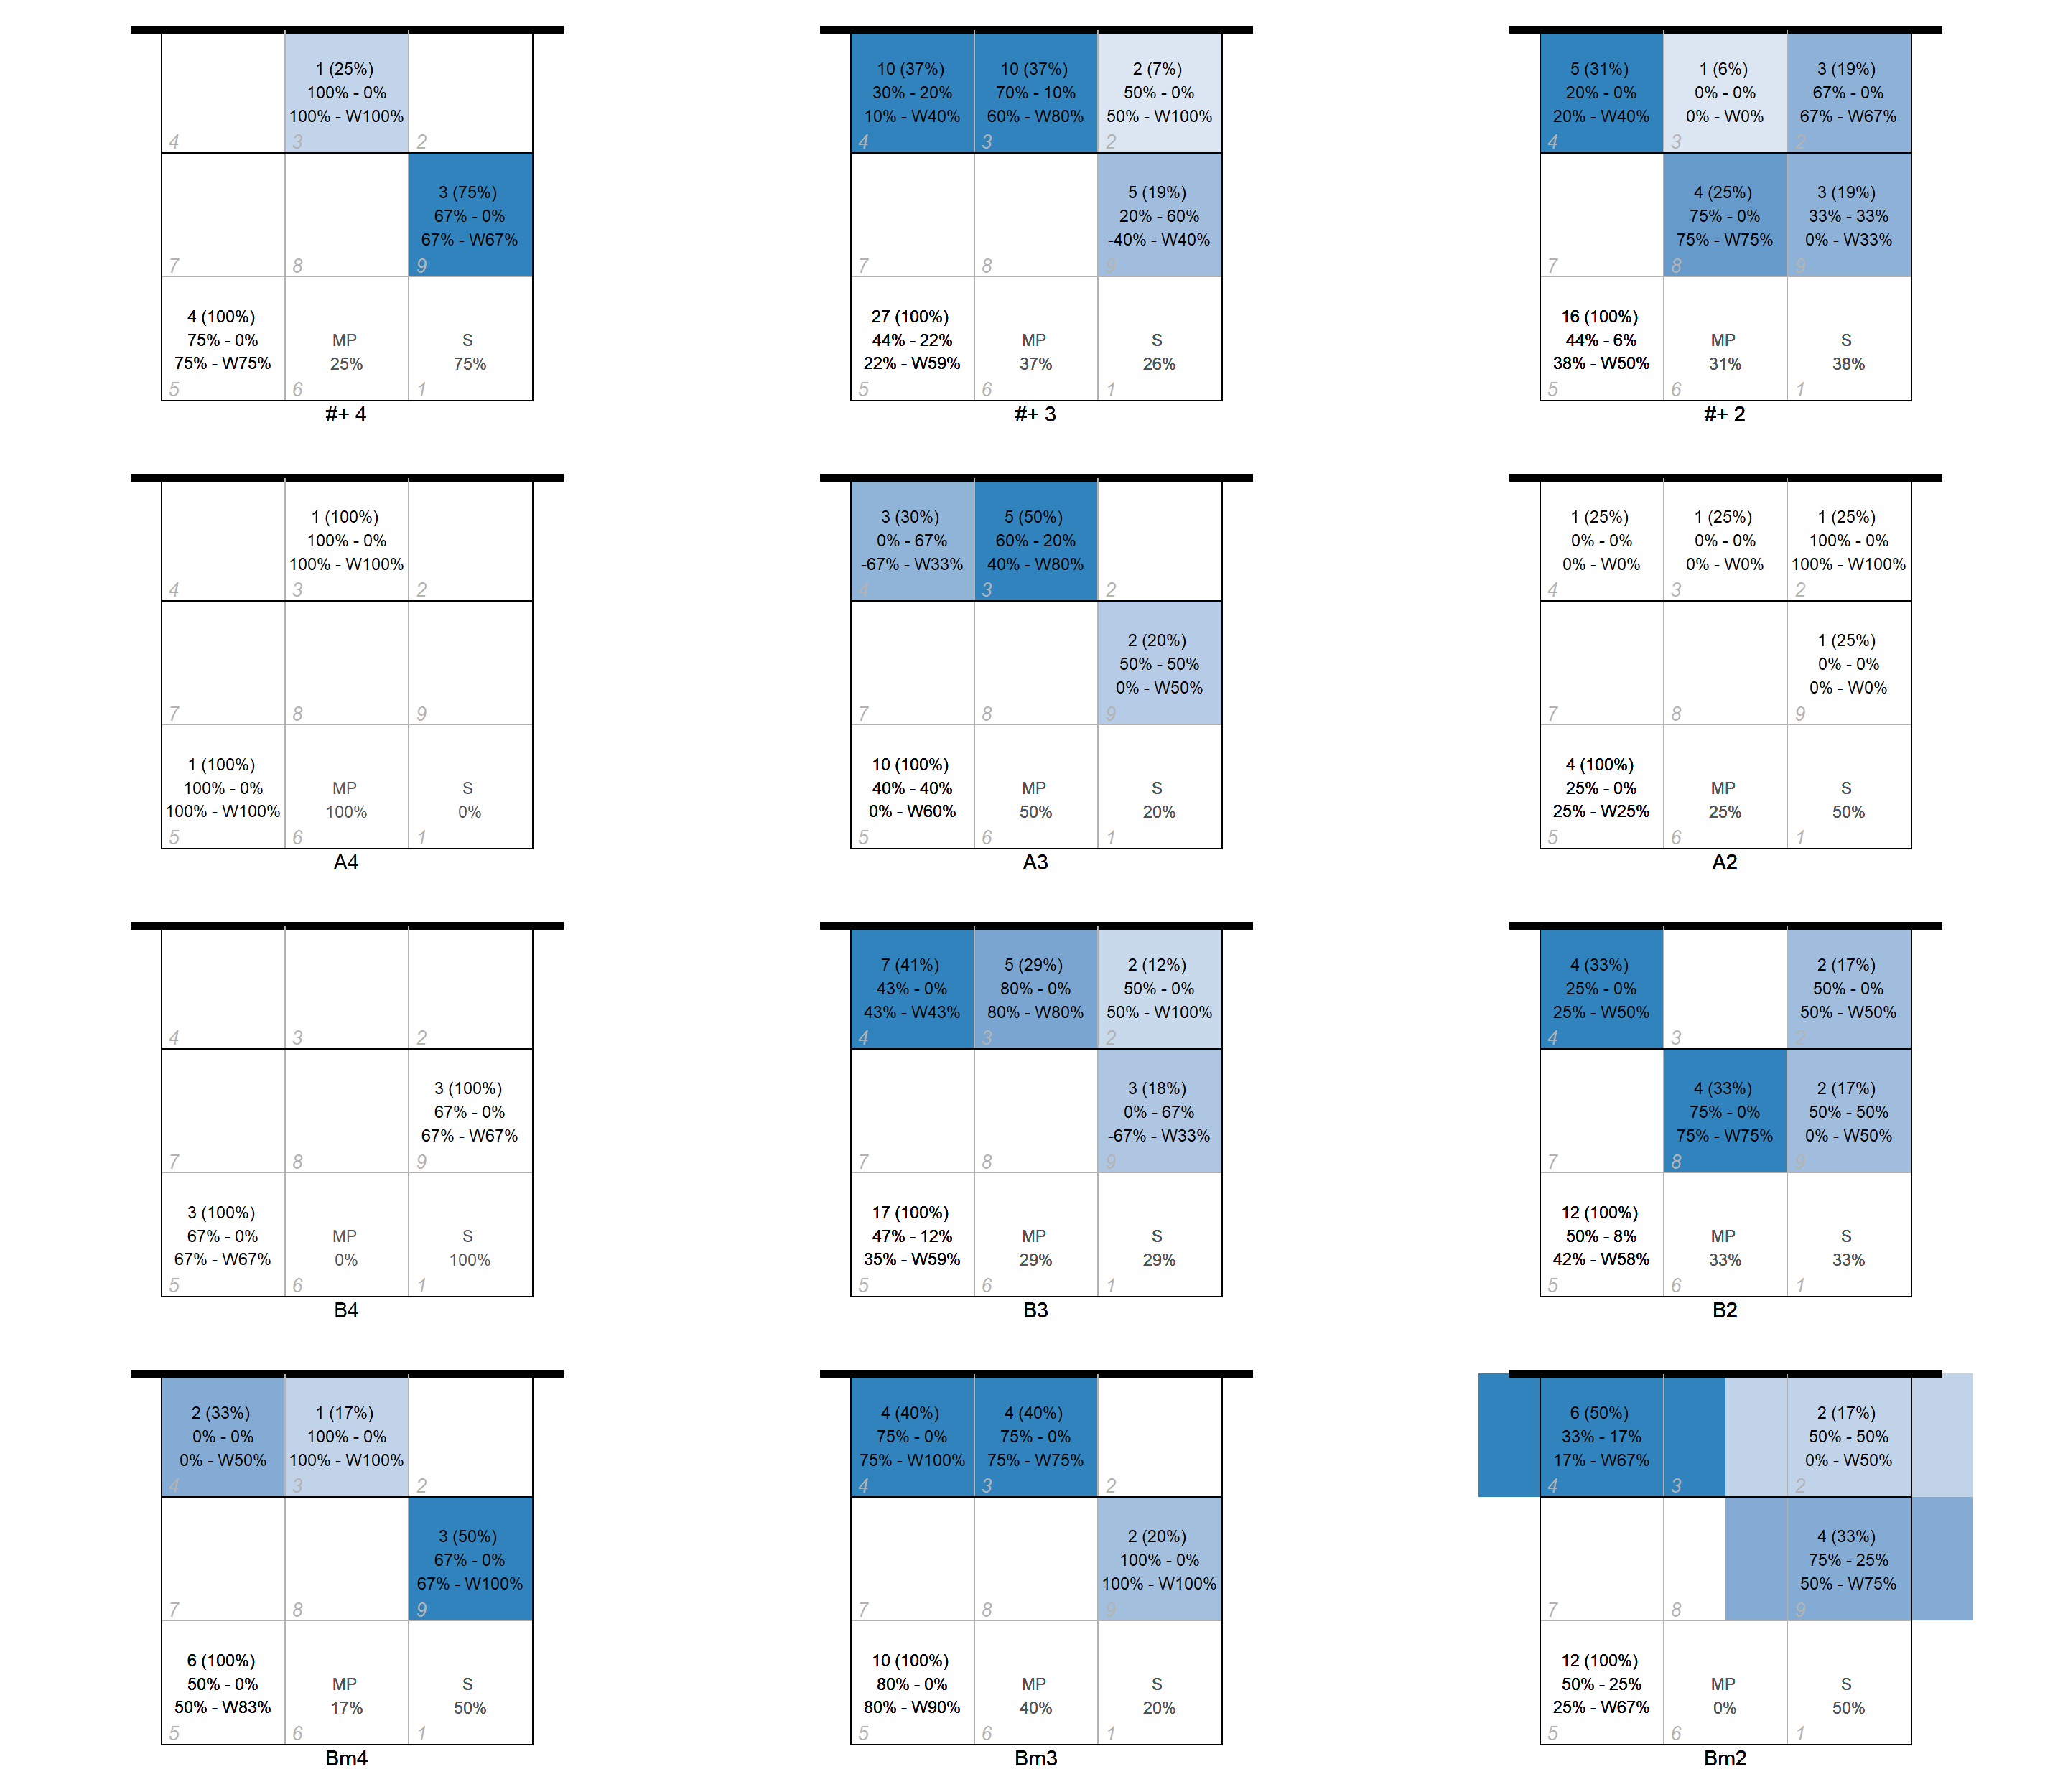 1 (25%)
100% - 0%
100% - W100%
4
3
2
3 (75%)
67% - 0%
67% - W67%
7
8
9
4 (100%)
75% - 0%
75% - W75%
MP
25%
S
75%
5
6
1
#+ 4
10 (37%)
30% - 20%
10% - W40%
10 (37%)
70% - 10%
60% - W80%
2 (7%)
50% - 0%
50% - W100%
4
3
2
5 (19%)
20% - 60%
-40% - W40%
7
8
9
27 (100%)
44% - 22%
22% - W59%
MP
37%
S
26%
5
6
1
#+ 3
5 (31%)
20% - 0%
20% - W40%
1 (6%)
0% - 0%
0% - W0%
3 (19%)
67% - 0%
67% - W67%
4
3
2
4 (25%)
75% - 0%
75% - W75%
3 (19%)
33% - 33%
0% - W33%
7
8
9
16 (100%)
44% - 6%
38% - W50%
MP
31%
S
38%
5
6
1
#+ 2
1 (100%)
100% - 0%
100% - W100%
4
3
2
7
8
9
1 (100%)
100% - 0%
100% - W100%
MP
100%
S
0%
5
6
1
A4
3 (30%)
0% - 67%
-67% - W33%
5 (50%)
60% - 20%
40% - W80%
4
3
2
2 (20%)
50% - 50%
0% - W50%
7
8
9
10 (100%)
40% - 40%
0% - W60%
MP
50%
S
20%
5
6
1
A3
1 (25%)
0% - 0%
0% - W0%
1 (25%)
0% - 0%
0% - W0%
1 (25%)
100% - 0%
100% - W100%
4
3
2
1 (25%)
0% - 0%
0% - W0%
7
8
9
4 (100%)
25% - 0%
25% - W25%
MP
25%
S
50%
5
6
1
A2
4
3
2
3 (100%)
67% - 0%
67% - W67%
7
8
9
3 (100%)
67% - 0%
67% - W67%
MP
0%
S
100%
5
6
1
B4
7 (41%)
43% - 0%
43% - W43%
5 (29%)
80% - 0%
80% - W80%
2 (12%)
50% - 0%
50% - W100%
4
3
2
3 (18%)
0% - 67%
-67% - W33%
7
8
9
17 (100%)
47% - 12%
35% - W59%
MP
29%
S
29%
5
6
1
B3
4 (33%)
25% - 0%
25% - W50%
2 (17%)
50% - 0%
50% - W50%
4
3
2
4 (33%)
75% - 0%
75% - W75%
2 (17%)
50% - 50%
0% - W50%
7
8
9
12 (100%)
50% - 8%
42% - W58%
MP
33%
S
33%
5
6
1
B2
2 (33%)
0% - 0%
0% - W50%
1 (17%)
100% - 0%
100% - W100%
4
3
2
3 (50%)
67% - 0%
67% - W100%
7
8
9
6 (100%)
50% - 0%
50% - W83%
MP
17%
S
50%
5
6
1
Bm4
4 (40%)
75% - 0%
75% - W100%
4 (40%)
75% - 0%
75% - W75%
4
3
2
2 (20%)
100% - 0%
100% - W100%
7
8
9
10 (100%)
80% - 0%
80% - W90%
MP
40%
S
20%
5
6
1
Bm3
6 (50%)
33% - 17%
17% - W67%
2 (17%)
50% - 50%
0% - W50%
4
3
2
4 (33%)
75% - 25%
50% - W75%
7
8
9
12 (100%)
50% - 25%
25% - W67%
MP
0%
S
50%
5
6
1
Bm2